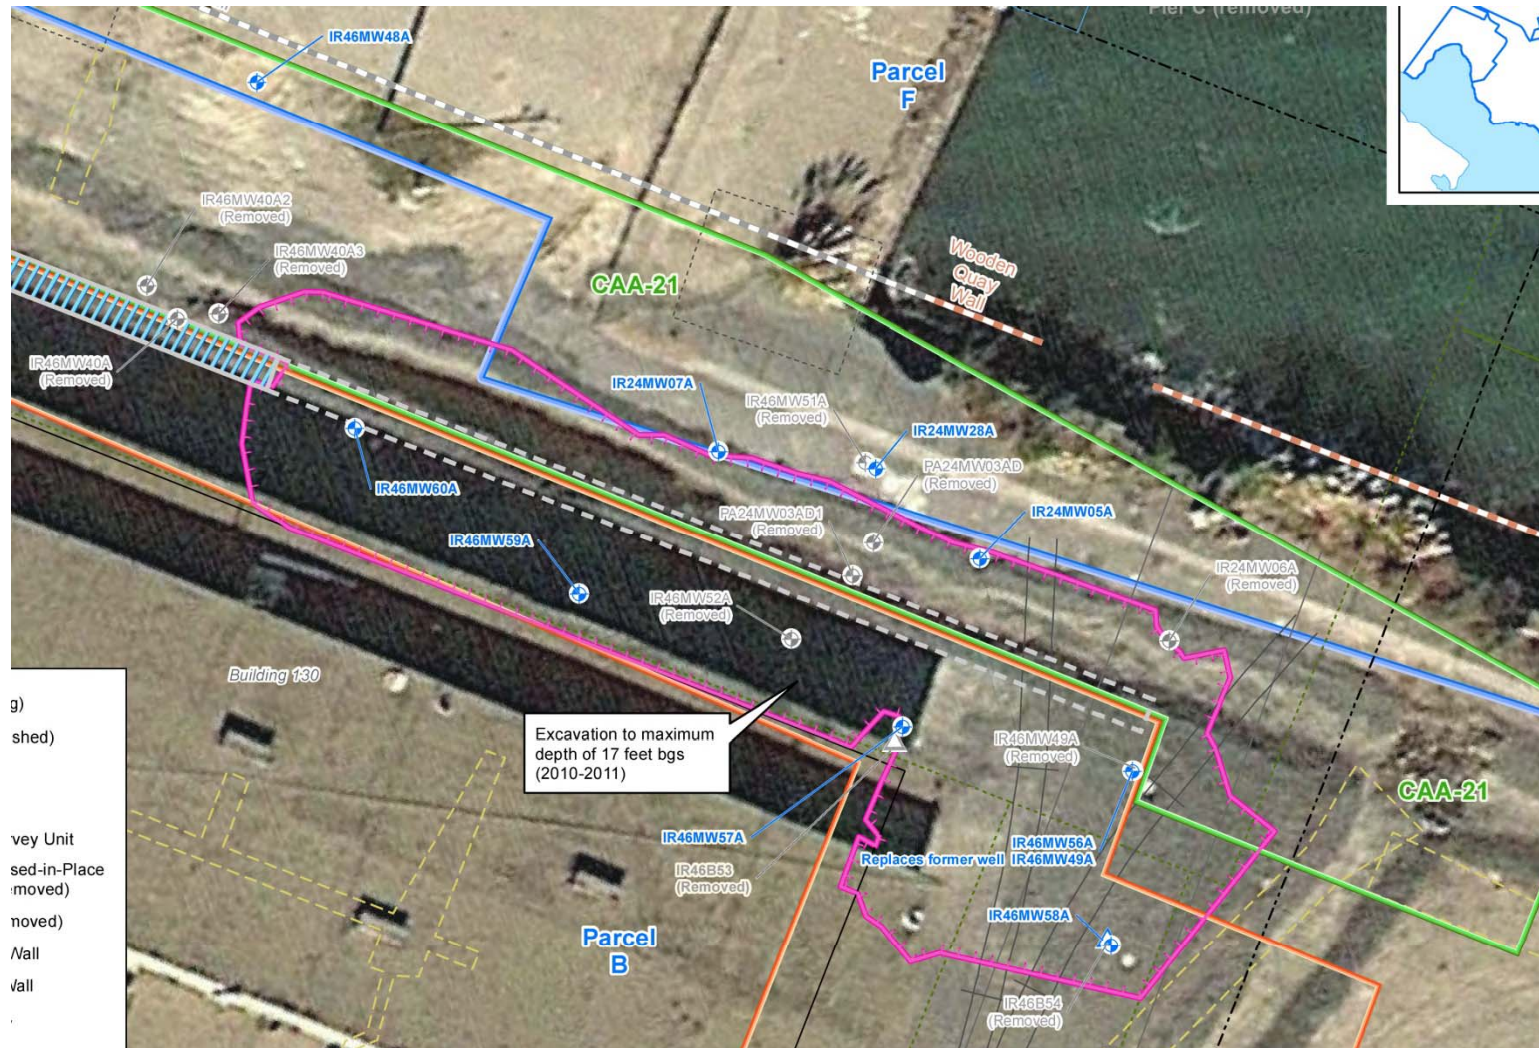 Pier C (removed)
IR46MW48A
Parcel
F
IR46MW40A2
(Removed)
IR46MW40A3
(Removed)
CAA-21
Wooden
Quay
Wall
IR46MW40A
(Removed)
IR24MW07A
IR46MW51A
(Removed)
IR24MW28A
PA24MW03AD
(Removed)
IR46MW60A
PA24MW03AD1
(Removed)
IR24MW05A
IR46MW59A
IR24MW06A
(Removed)
IR46MW52A
(Removed)
Building 130
g)
shed)
Excavation to maximum
depth of 17 feet bgs
(2010-2011)
IR46MW49A
(Removed)
CAA-21
vey Unit
IR46MW57A
IR46MW56A
Replaces former well IR46MW49A
sed-in-Place
emoved)
IR46B53
(Removed)
moved)
IR46MW58A
Parcel
B
Wall
Wall
IR46B54
(Removed)